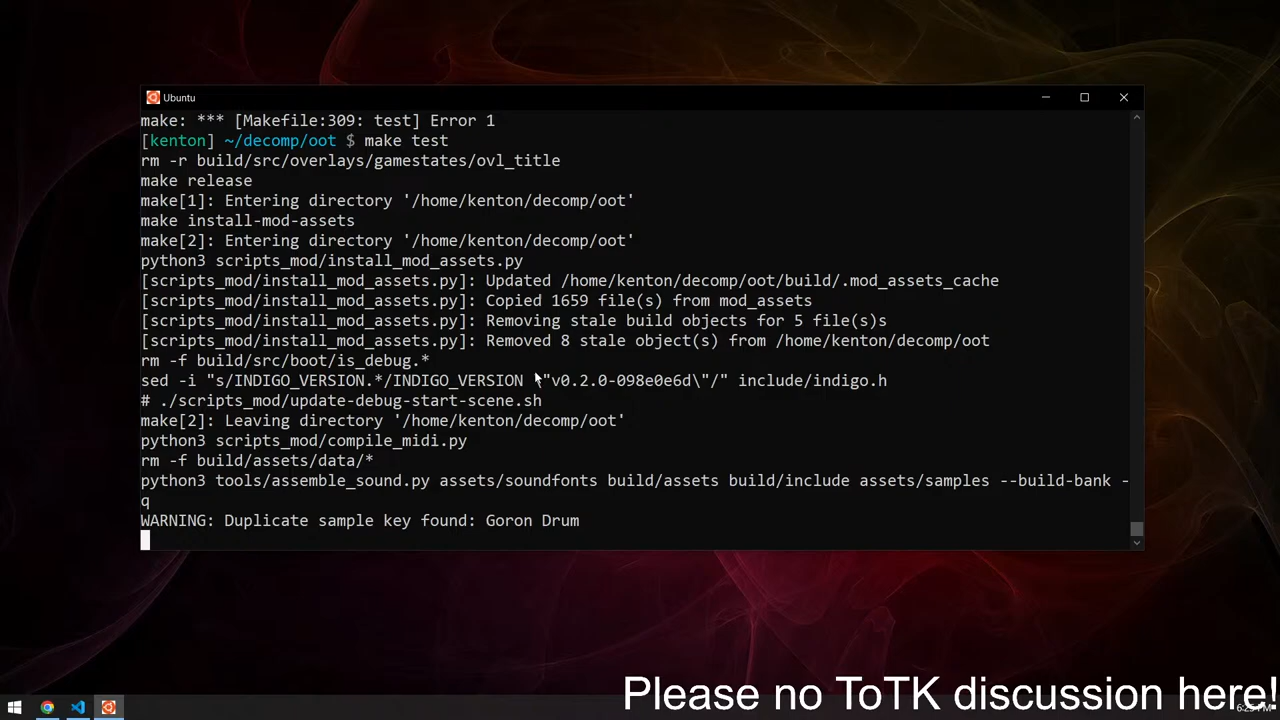 Ubuntu
make: *** [Makefile:309: test] Error 1
[kenton] ~/decomp/oot $ make test
rm -r build/src/overlays/gamestates/ovl_title
make release
make[1]: Entering directory '/home/kenton/decomp/oot'
make install-mod-assets
make[2]: Entering directory '/home/kenton/decomp/oot'
python3 scripts_mod/install_mod_assets.py
[scripts_mod/install_mod_assets.py]: Updated /home/kenton/decomp/oot/build/.mod_assets_cache
[scripts_mod/install_mod_assets.py]: Copied 1659 file(s) from mod_assets
[scripts_mod/install_mod_assets.py]: Removing stale build objects for 5 file(s)s
[scripts_mod/install_mod_assets.py]: Removed 8 stale object(s) from /home/kenton/decomp/oot
rm -f build/src/boot/is_debug.*
sed -i "s/INDIGO_VERSION.*/INDIGO_VERSION \""v0.2.0-098e0e6d\"/" include/indigo.h
# ./scripts_mod/update-debug-start-scene.sh
make[2]: Leaving directory '/home/kenton/decomp/oot'
python3 scripts_mod/compile_midi.py
rm -f build/assets/data/*
python3 tools/assemble_sound.py assets/soundfonts build/assets build/include assets/samples --build-bank -
q
WARNING: Duplicate sample key found: Goron Drum
Please no ToTK discussion here!